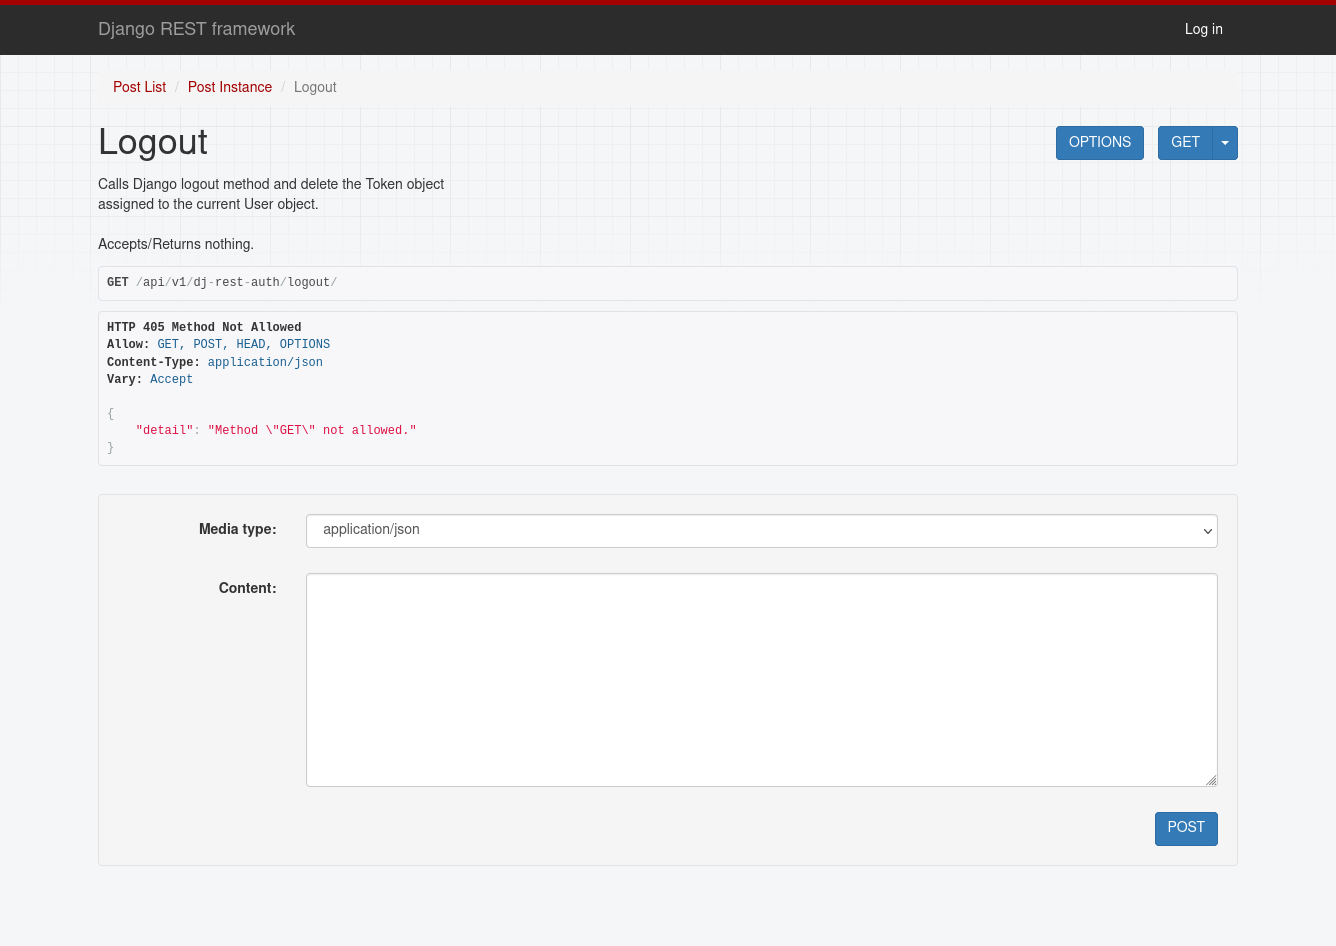 Django REST framework
Log in
Post List / Post Instance / Logout
Logout
OPTIONS
GET
Calls Django logout method and delete the Token object
assigned to the current User object.
Accepts/Returns nothing.
GET /api/v1/dj-rest-auth/logout/
HTTP 405 Method Not Allowed
Allow: GET, POST, HEAD, OPTIONS
Content-Type: application/json
Vary: Accept
{
    "detail": "Method \"GET\" not allowed."
}
Media type:
application/json
Content:
POST